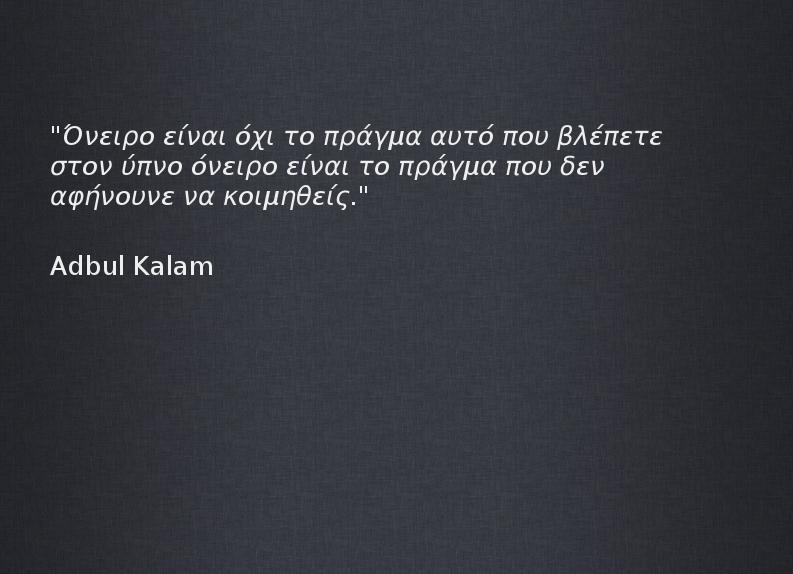 "Όνειρο είναι όχι το πράγμα αυτό που βλέπετε
στον ύπνο όνειρο είναι το πράγμα που δεν
αφήνουνε να κοιμηθείς."
Adbul Kalam